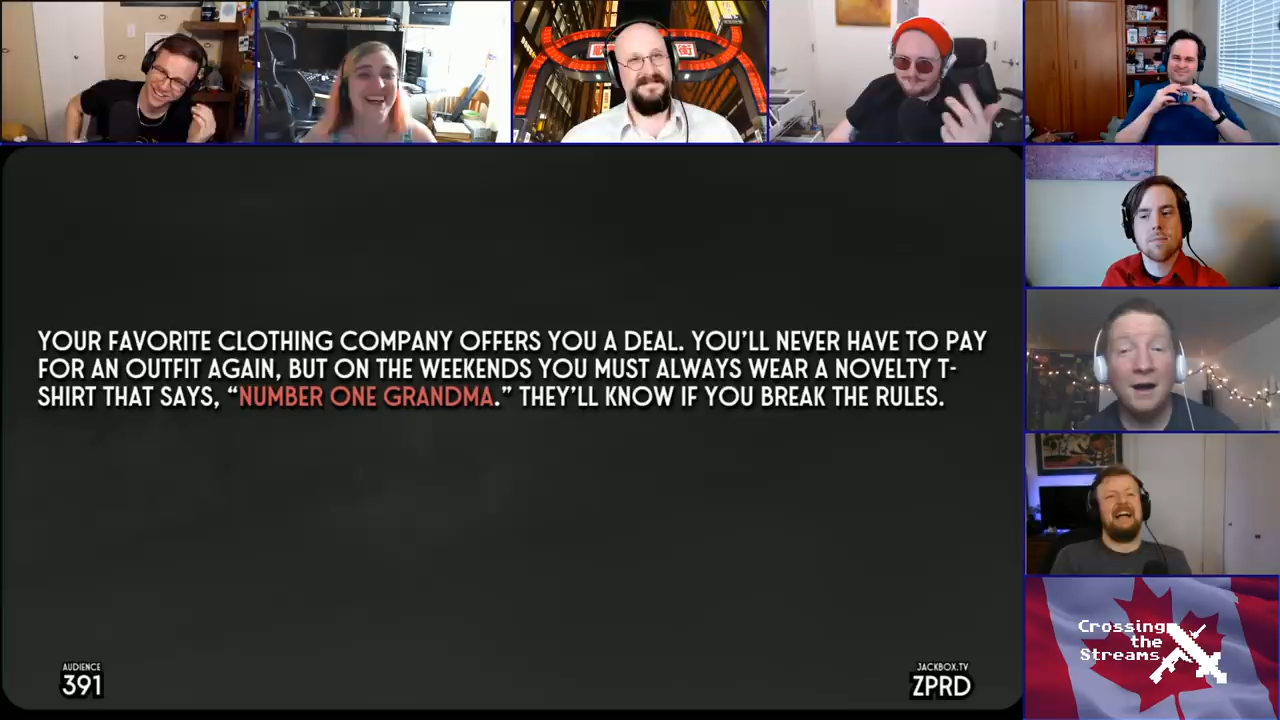 YOUR FAVORITE CLOTHING COMPANY OFFERS YOU A DEAL. YOU'LL NEVER HAVE TO PAY
FOR AN OUTFIT AGAIN, BUT ON THE WEEKENDS YOU MUST ALWAYS WEAR A NOVELTY T-
SHIRT THAT SAYS, “NUMBER ONE GRANDMA.” THEY'LL KNOW IF YOU BREAK THE RULES.
AUDIENCE
391
JACKBOX.TV
ZPRD
Crossing
the
Streams